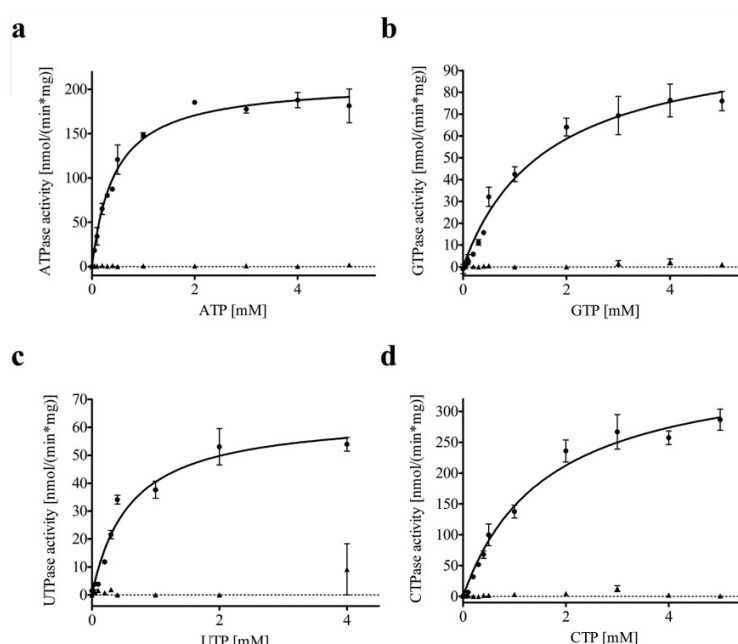 a
ATPase activity [nmol/(min*mg)]
200
150
100
50
0
0 2 4
ATP [mM]
b
GTPase activity [nmol/(min*mg)]
90
80
70
60
50
40
30
20
10
0
0 2 4
GTP [mM]
c
UTPase activity [nmol/(min*mg)]
70
60
50
40
30
20
10
0
0 2 4
UTP [mM]
d
CTPase activity [nmol/(min*mg)]
300
250
200
150
100
50
0
0 2 4
CTP [mM]